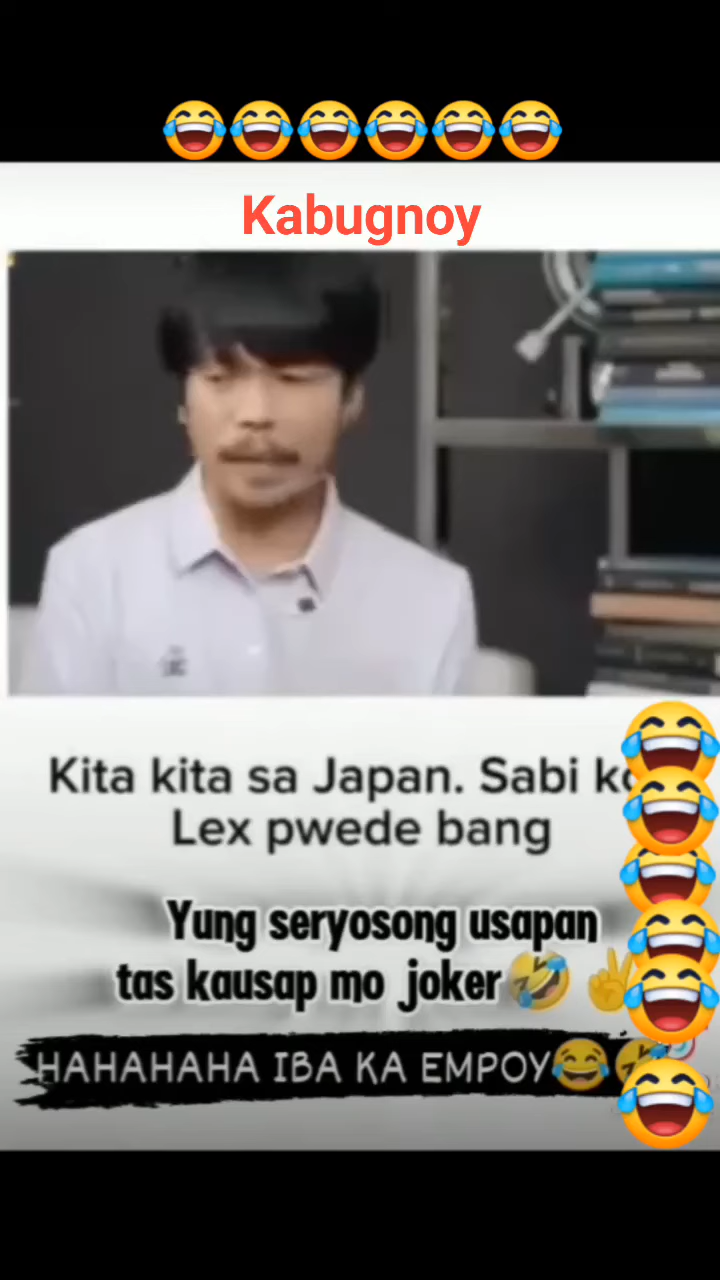 Kabugnoy
Kita kita sa Japan. Sabi ko
Lex pwede bang
Yung seryosong usapan
tas kausap mo joker🤣 ✌
HAHAHAHA IBA KA EMPOY😂🤣